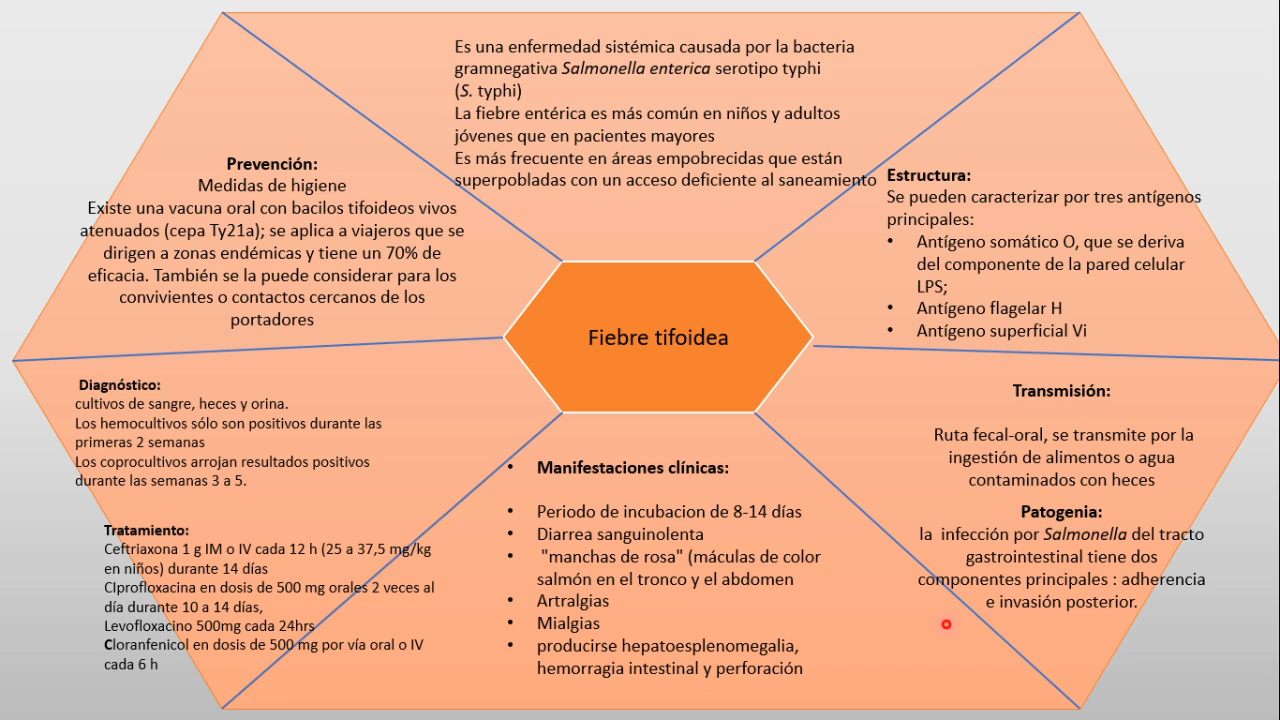 Es una enfermedad sistémica causada por la bacteria
gramnegativa Salmonella enterica serotipo typhi
(S. typhi)
La fiebre entérica es más común en niños y adultos
jóvenes que en pacientes mayores
Es más frecuente en áreas empobrecidas que están
superpobladas con un acceso deficiente al saneamiento
Prevención:
Medidas de higiene
Existe una vacuna oral con bacilos tifoideos vivos
atenuados (cepa Ty21a); se aplica a viajeros que se
dirigen a zonas endémicas y tiene un 70% de
eficacia. También se la puede considerar para los
convivientes o contactos cercanos de los
portadores
Estructura:
Se pueden caracterizar por tres antígenos
principales:
• Antígeno somático O, que se deriva
del componente de la pared celular
LPS;
• Antígeno flagelar H
• Antígeno superficial Vi
Fiebre tifoidea
Diagnóstico:
cultivos de sangre, heces y orina.
Los hemocultivos sólo son positivos durante las
primeras 2 semanas
Los coprocultivos arrojan resultados positivos
durante las semanas 3 a 5.
Tratamiento:
Ceftriaxona 1 g IM o IV cada 12 h (25 a 37,5 mg/kg
en niños) durante 14 días
CIprofloxacina en dosis de 500 mg orales 2 veces al
día durante 10 a 14 días,
Levofloxacino 500mg cada 24hrs
Cloranfenicol en dosis de 500 mg por vía oral o IV
cada 6 h
• Manifestaciones clínicas:
• Periodo de incubacion de 8-14 días
• Diarrea sanguinolenta
• "manchas de rosa" (máculas de color
salmón en el tronco y el abdomen
• Artralgias
• Mialgias
• producirse hepatoesplenomegalia,
hemorragia intestinal y perforación
Transmisión:
Ruta fecal-oral, se transmite por la
ingestión de alimentos o agua
contaminados con heces
Patogenia:
la infección por Salmonella del tracto
gastrointestinal tiene dos
componentes principales : adherencia
e invasión posterior.